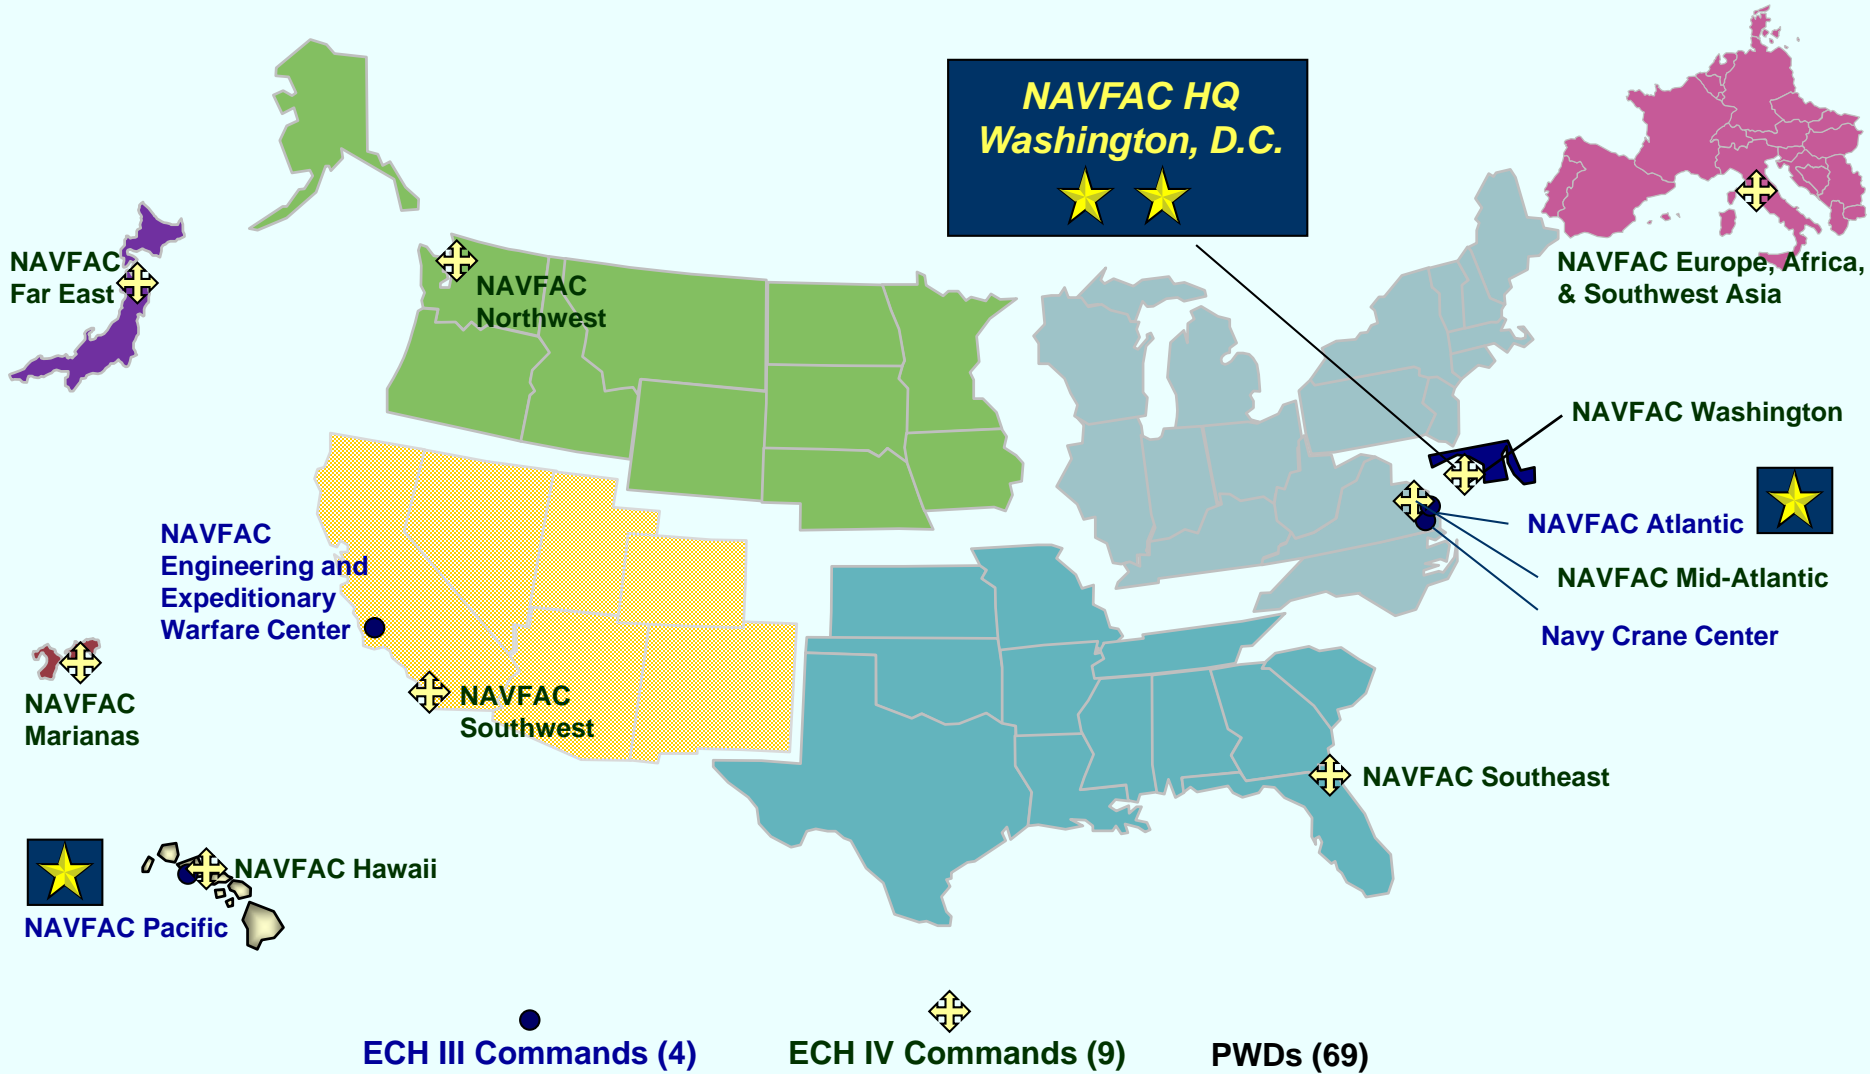 NAVFAC HQ
Washington, D.C.
NAVFAC
Far East
NAVFAC
Northwest
NAVFAC Europe, Africa,
& Southwest Asia
NAVFAC Washington
NAVFAC
Engineering and
Expeditionary
Warfare Center
NAVFAC Atlantic
NAVFAC Mid-Atlantic
Navy Crane Center
NAVFAC
Marianas
NAVFAC
Southwest
NAVFAC Southeast
NAVFAC Hawaii
NAVFAC Pacific
ECH III Commands (4)
ECH IV Commands (9)
PWDs (69)